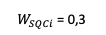 W_SQCi = 0,3